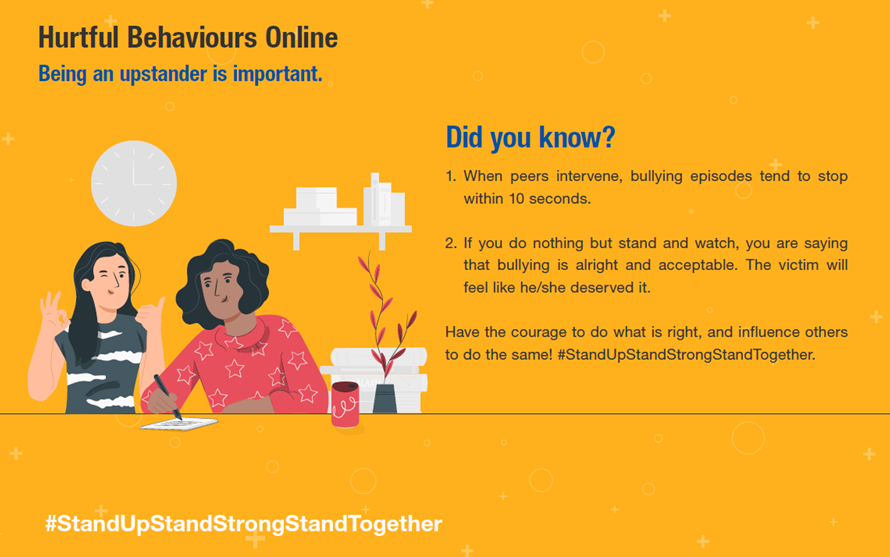 Hurtful Behaviours Online
Being an upstander is important.
Did you know?
1. When peers intervene, bullying episodes tend to stop
within 10 seconds.
2. If you do nothing but stand and watch, you are saying
that bullying is alright and acceptable. The victim will
feel like he/she deserved it.
Have the courage to do what is right, and influence others
to do the same! #StandUpStandStrongStandTogether.
#StandUpStandStrongStandTogether